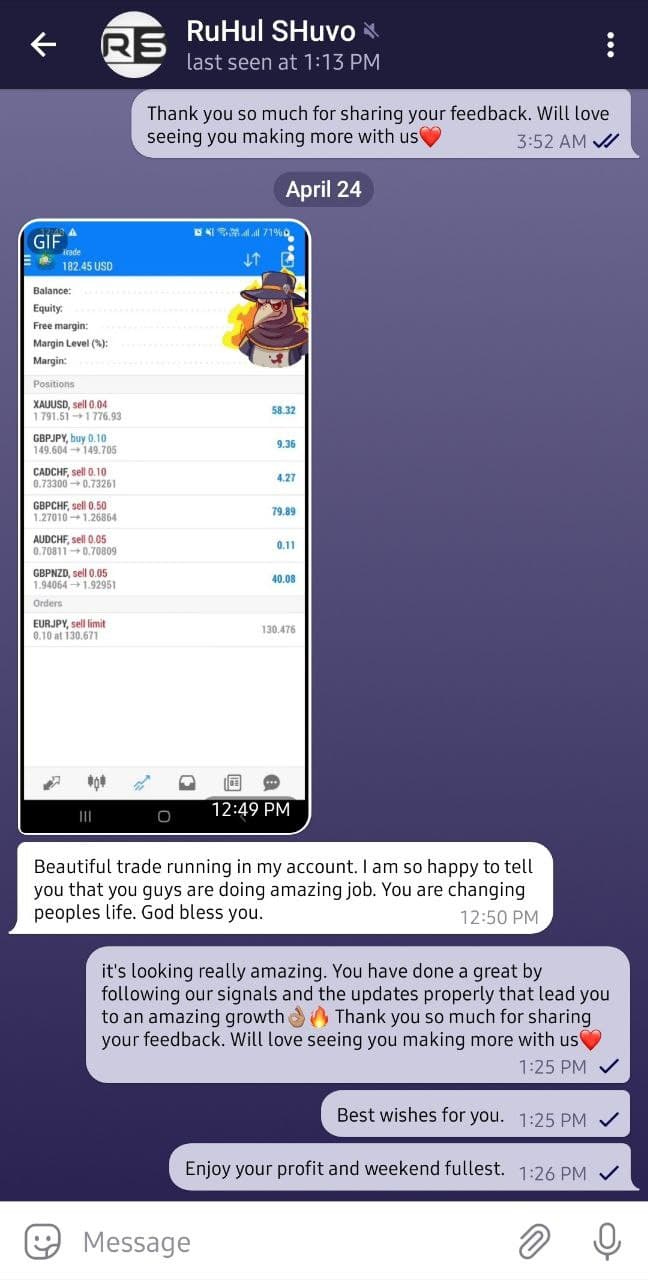 RuHul SHuvo
last seen at 1:13 PM
Thank you so much for sharing your feedback. Will love
seeing you making more with us❤️
3:52 AM
April 24
GIF
71%
Trade
182.45 USD
Balance:
Equity:
Free margin:
Margin Level (%):
Margin:
Positions
XAUUSD, sell 0.04
1 791.51 → 1 776.93
58.32
GBPJPY, buy 0.10
149.604 → 149.705
9.36
CADCHF, sell 0.10
0.73300 → 0.73261
4.27
GBPCHF, sell 0.50
1.27010 → 1.26864
79.89
AUDCHF, sell 0.05
0.70811 → 0.70809
0.11
GBPNZD, sell 0.05
1.94064 → 1.92951
40.08
Orders
EURJPY, sell limit
0.10 at 130.671
130.476
12:49 PM
Beautiful trade running in my account. I am so happy to tell
you that you guys are doing amazing job. You are changing
peoples life. God bless you.
12:50 PM
it's looking really amazing. You have done a great by
following our signals and the updates properly that lead you
to an amazing growth👌🏽🔥 Thank you so much for sharing
your feedback. Will love seeing you making more with us❤️
1:25 PM
Best wishes for you.
1:25 PM
Enjoy your profit and weekend fullest.
1:26 PM
Message